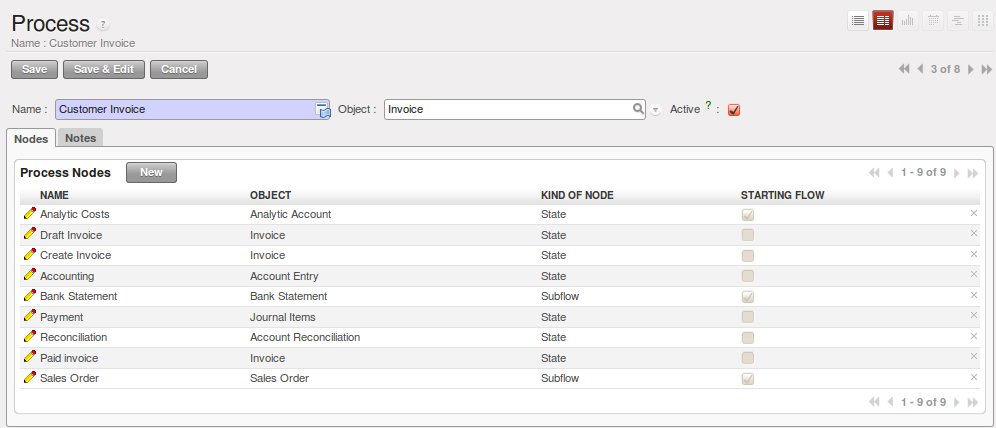 Process ?
Name : Customer Invoice
Save Save & Edit Cancel 3 of 8
Name : Customer Invoice Object : Invoice Active ? :
Nodes Notes
Process Nodes New 1 - 9 of 9
NAME OBJECT KIND OF NODE STARTING FLOW
Analytic Costs Analytic Account State
Draft Invoice Invoice State
Create Invoice Invoice State
Accounting Account Entry State
Bank Statement Bank Statement Subflow
Payment Journal Items State
Reconciliation Account Reconciliation State
Paid invoice Invoice State
Sales Order Sales Order Subflow
1 - 9 of 9